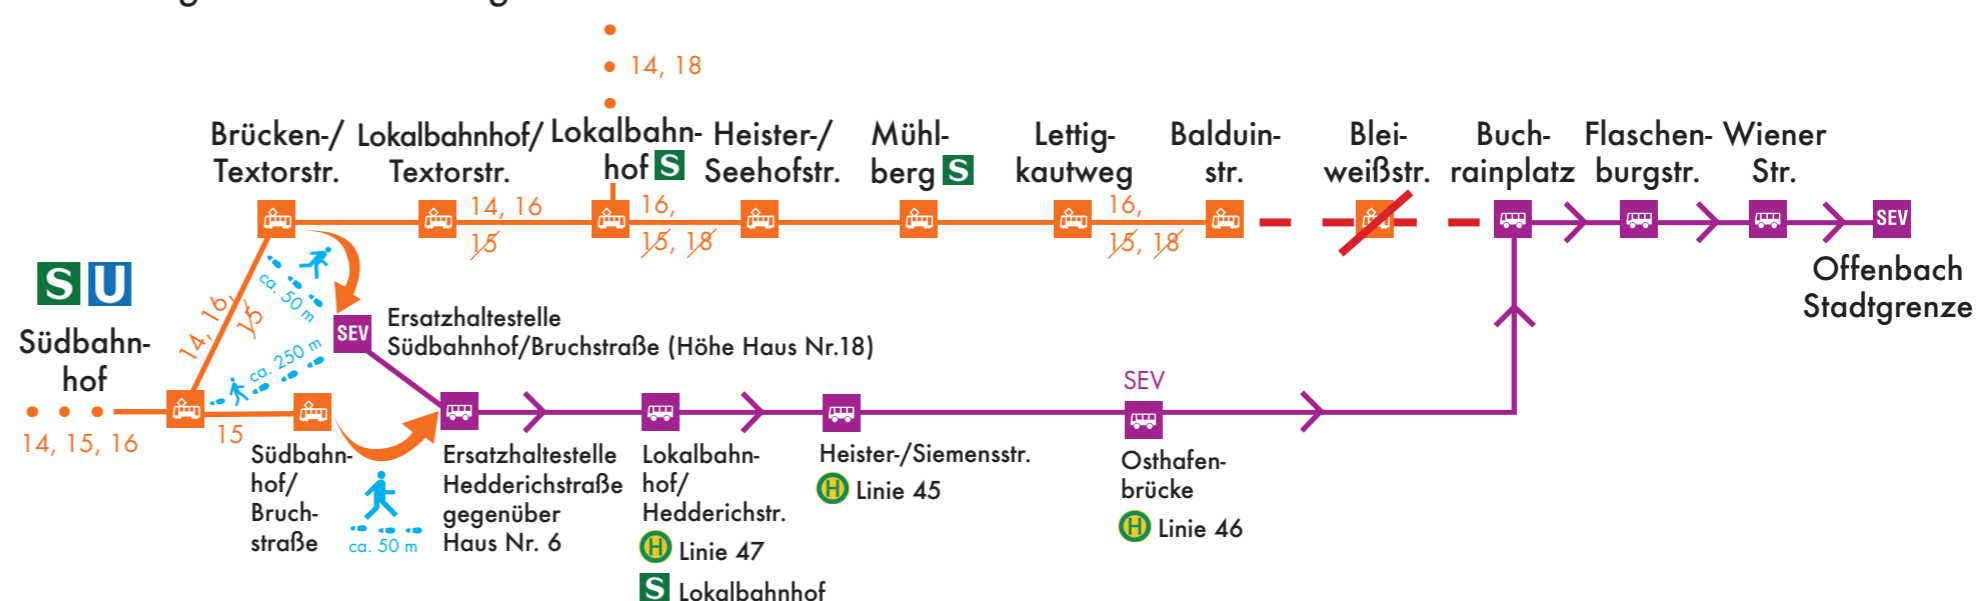 14, 18
Brücken-/
Textorstr.
Lokalbahnhof/
Textorstr.
Lokalbahn-
hof S
Heister-/
Seehofstr.
Mühl-
berg S
Lettig-
kautweg
Balduin-
str.
Blei-
weißstr.
Buch-
rainplatz
Flaschen-
burgstr.
Wiener
Str.
14, 16
15
16,
15, 18
16,
15, 18
SEV
Offenbach
Stadtgrenze
S U
Südbahn-
hof
14, 16,
15
ca. 50 m
ca. 250 m
SEV
Ersatzhaltestelle
Südbahnhof/Bruchstraße (Höhe Haus Nr.18)
14, 15, 16
15
Südbahn-
hof/
Bruch-
straße
ca. 50 m
Ersatzhaltestelle
Hedderichstraße
gegenüber
Haus Nr. 6
Lokalbahn-
hof/
Hedderichstr.
H Linie 47
S Lokalbahnhof
Heister-/Siemensstr.
H Linie 45
SEV
Osthafen-
brücke
H Linie 46